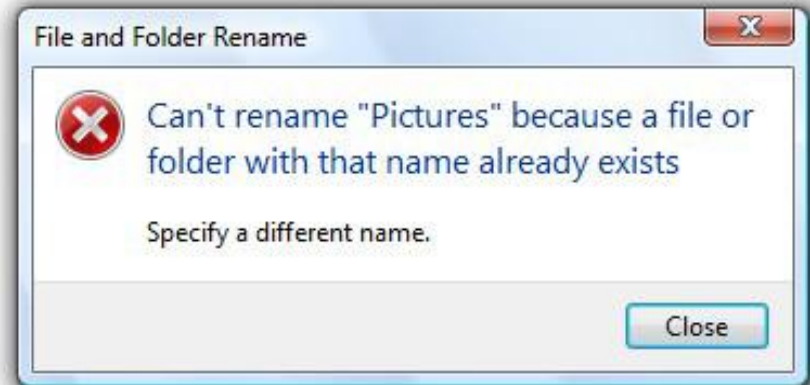 File and Folder Rename
Can't rename "Pictures" because a file or
folder with that name already exists
Specify a different name.
Close